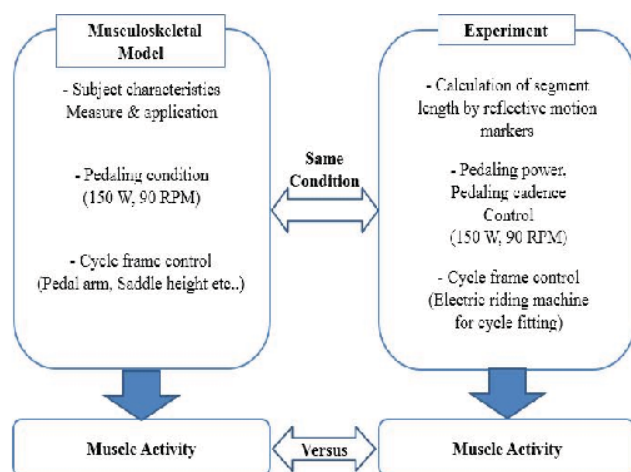 Musculoskeletal
Model
- Subject characteristics
Measure & application
- Pedaling condition
(150 W, 90 RPM)
- Cycle frame control
(Pedal arm, Saddle height etc..)
Muscle Activity
Same
Condition
Versus
Experiment
- Calculation of segment
length by reflective motion
markers
- Pedaling power,
Pedaling cadence
Control
(150 W, 90 RPM)
- Cycle frame control
(Electric riding machine
for cycle fitting)
Muscle Activity